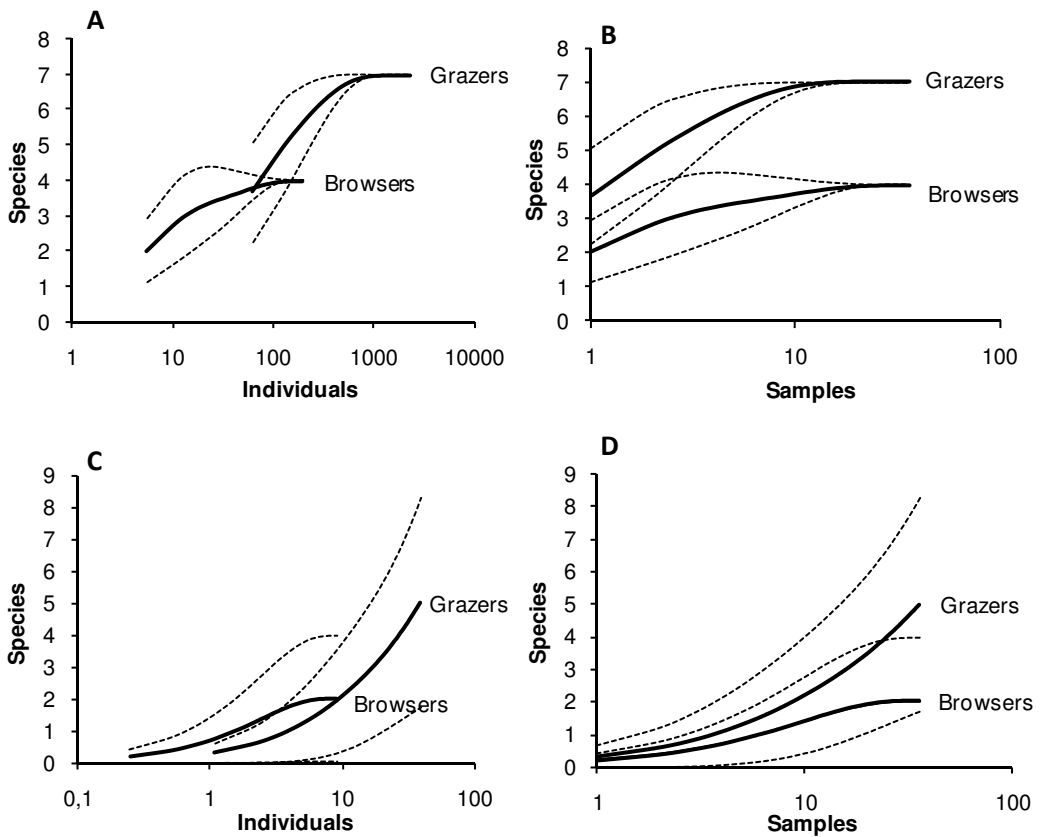 A
8
7
6
5
4
3
2
1
0
Species
Grazers
Browsers
1 10 100 1000 10000
Individuals
B
8
7
6
5
4
3
2
1
0
Species
Grazers
Browsers
1 10 100
Samples
C
9
8
7
6
5
4
3
2
1
0
Species
Grazers
Browsers
0,1 1 10 100
Individuals
D
9
8
7
6
5
4
3
2
1
0
Species
Grazers
Browsers
1 10 100
Samples